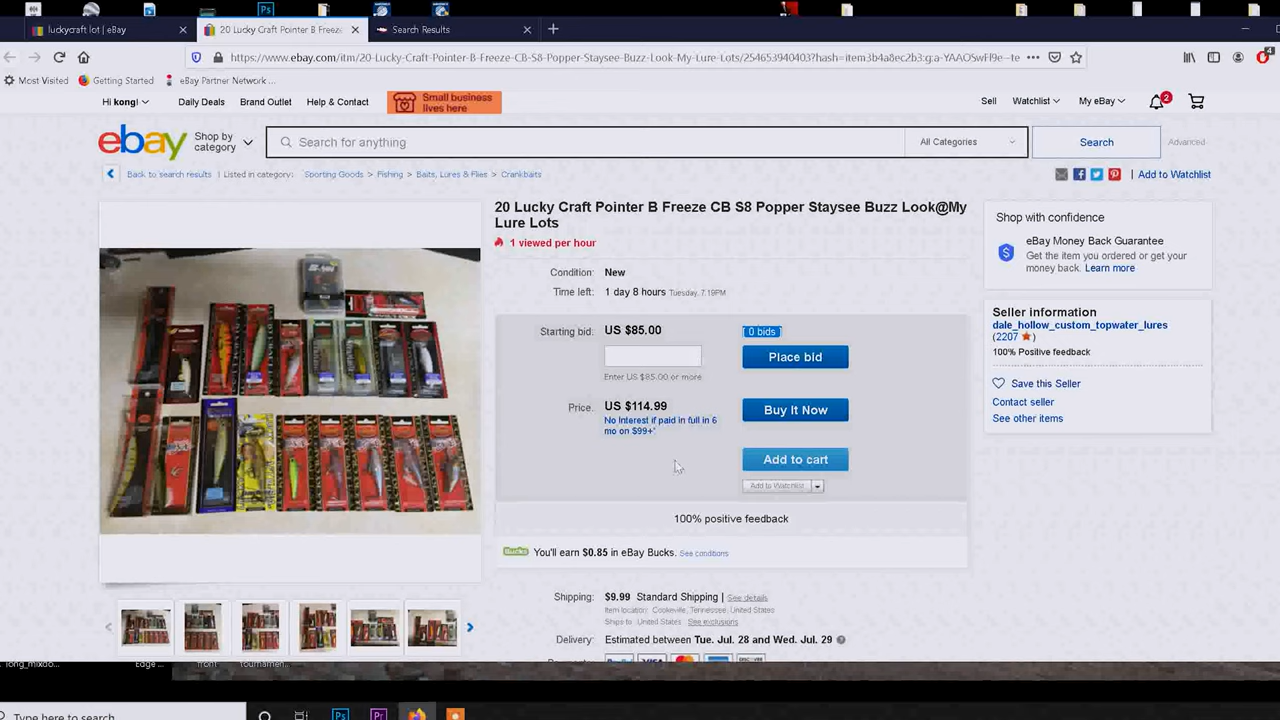 luckycraft lot | eBay
20 Lucky Craft Pointer B Freeze
Search Results
https://www.ebay.com/itm/20-Lucky-Craft-Pointer-B-Freeze-CB-S8-Popper-Staysee-Buzz-Look-My-Lure-Lots/254653940403?hash=item3b4a8ec2b3:g:a-YAAOSwFl9e--te
Most Visited
Getting Started
eBay Partner Network ...
Hi kong!
Daily Deals
Brand Outlet
Help & Contact
Small business
lives here
Sell
Watchlist
My eBay
2
ebay
Shop by
category
Search for anything
All Categories
Search
Advanced
Back to search results | Listed in category: Sporting Goods > Fishing > Baits, Lures & Flies > Crankbaits
| Add to Watchlist
20 Lucky Craft Pointer B Freeze CB S8 Popper Staysee Buzz Look@My
Lure Lots
1 viewed per hour
Condition: New
Time left: 1 day 8 hours Tuesday, 7:19PM
Starting bid: US $85.00
0 bids
Place bid
Enter US $85.00 or more
Price: US $114.99
Buy It Now
No Interest if paid in full in 6
mo on $99+*
Add to cart
Add to Watchlist
100% positive feedback
You'll earn $0.85 in eBay Bucks. See conditions
Shipping: $9.99 Standard Shipping | See details
Item location: Cookeville, Tennessee, United States
Ships to: United States See exclusions
Delivery: Estimated between Tue. Jul. 28 and Wed. Jul. 29
Shop with confidence
eBay Money Back Guarantee
Get the item you ordered or get your
money back. Learn more
Seller information
dale_hollow_custom_topwater_lures
(2207)
100% Positive feedback
Save this Seller
Contact seller
See other items
Type here to search